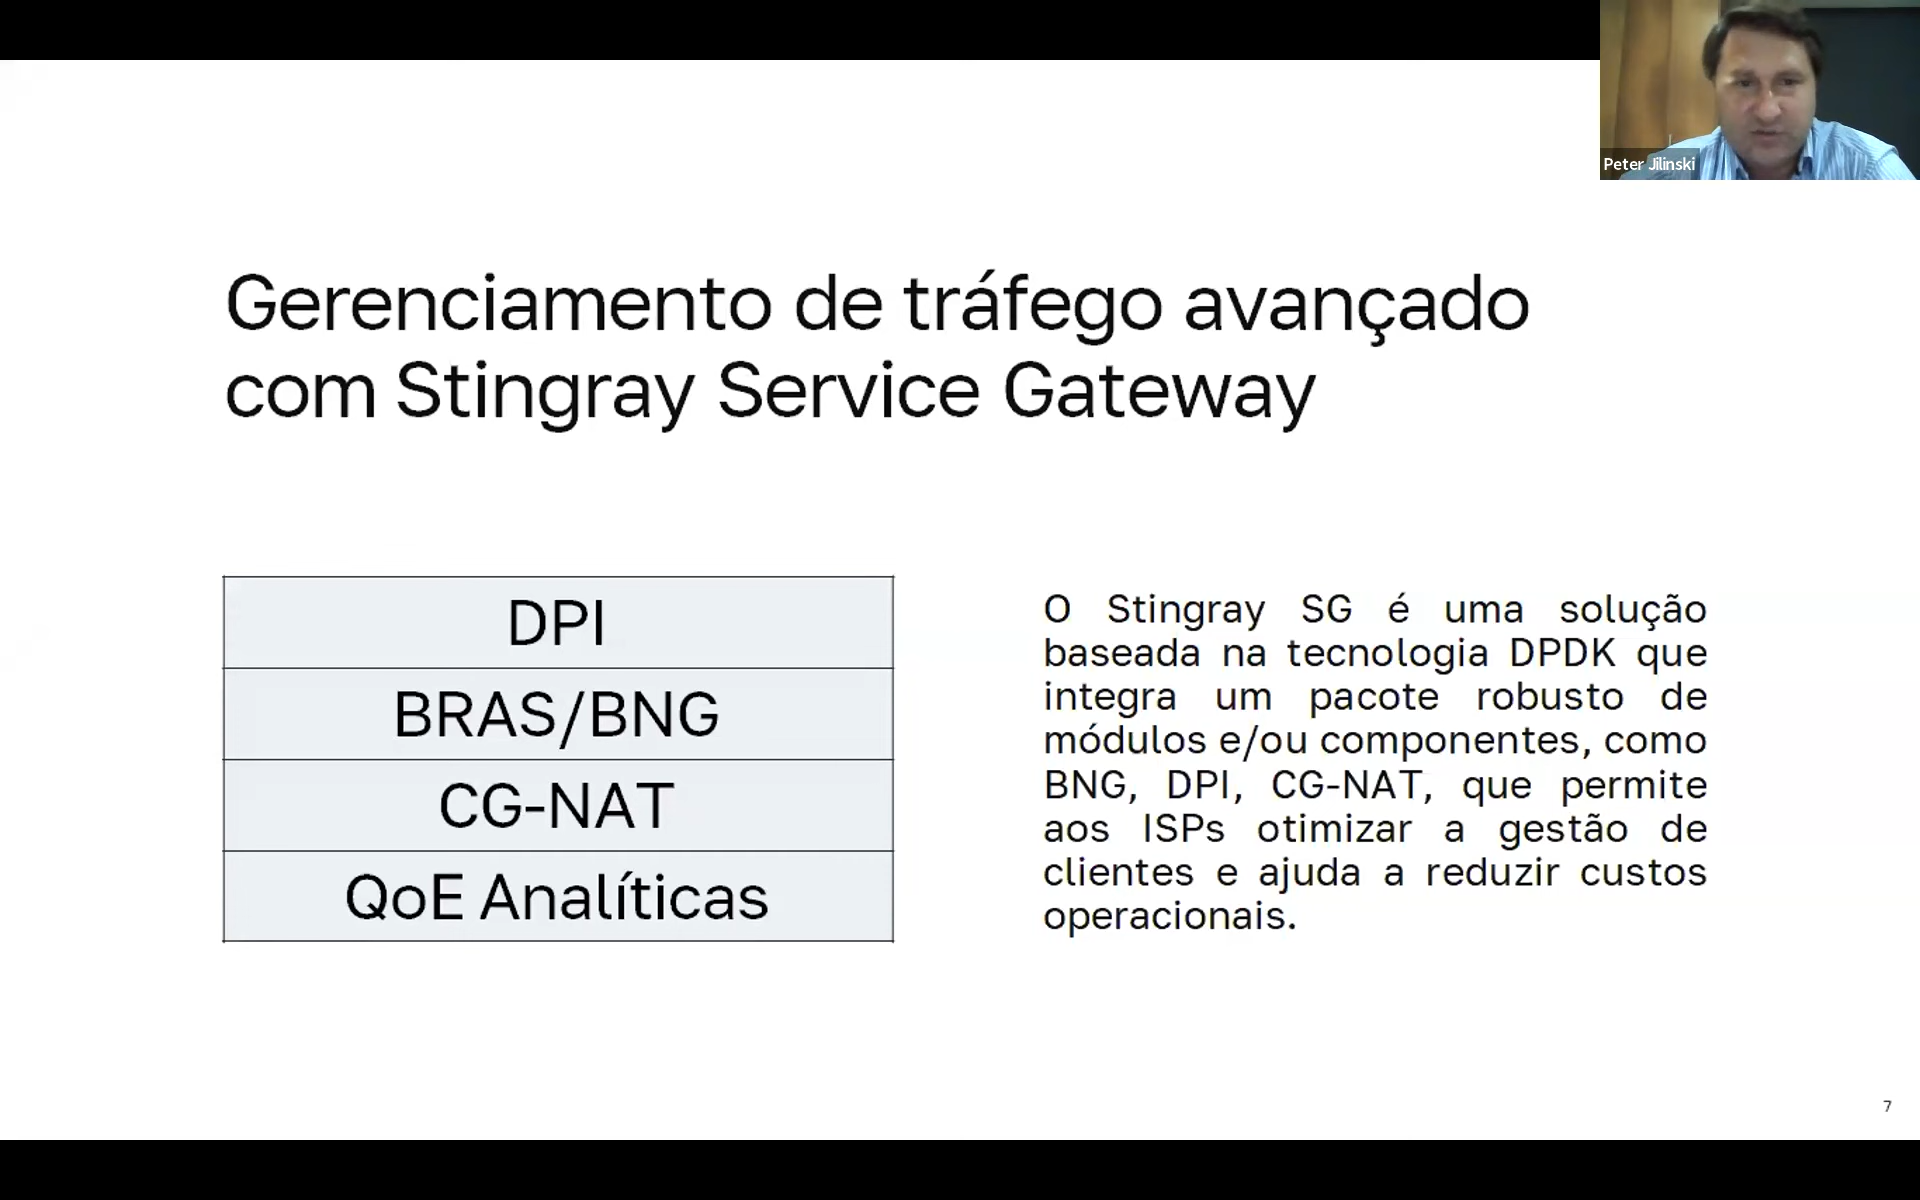 Peter Jilinski
Gerenciamento de tráfego avançado
com Stingray Service Gateway
DPI
BRAS/BNG
CG-NAT
QoE Analíticas
O Stingray SG é uma solução
baseada na tecnologia DPDK que
integra um pacote robusto de
módulos e/ou componentes, como
BNG, DPI, CG-NAT, que permite
aos ISPs otimizar a gestão de
clientes e ajuda a reduzir custos
operacionais.
7